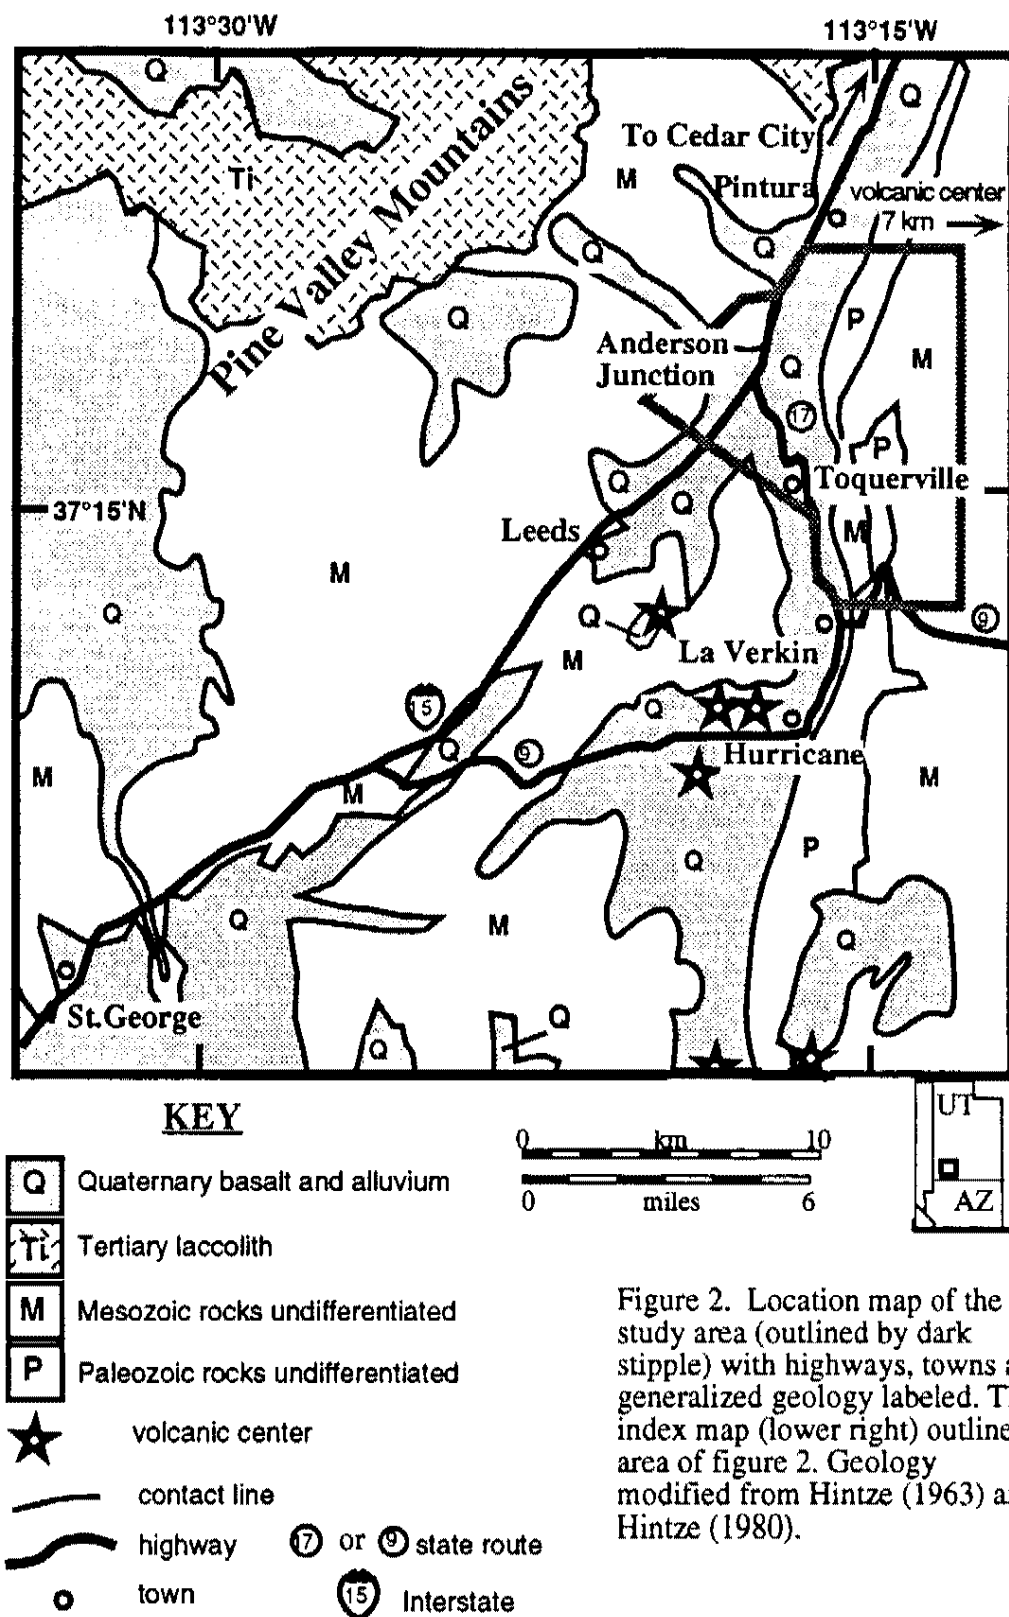 113°30'W
113°15'W
Q
Q
To Cedar City
Ti
M
Pintura
volcanic center
7 km
Pine Valley Mountains
Q
Q
Q
P
M
Anderson
Junction
Q
17
P
Q
Toquerville
37°15'N
Q
Leeds
M
M
Q
Q
9
La Verkin
M
15
Q
Q
9
Hurricane
M
M
M
Q
P
Q
M
Q
St.George
Q
Q
KEY
0 km 10
0 miles 6
UT
AZ
Q Quaternary basalt and alluvium
Ti Tertiary laccolith
M Mesozoic rocks undifferentiated
P Paleozoic rocks undifferentiated
volcanic center
contact line
highway 17 or 9 state route
town 15 Interstate
Figure 2. Location map of the
study area (outlined by dark
stipple) with highways, towns a
generalized geology labeled. T
index map (lower right) outline
area of figure 2. Geology
modified from Hintze (1963) a
Hintze (1980).